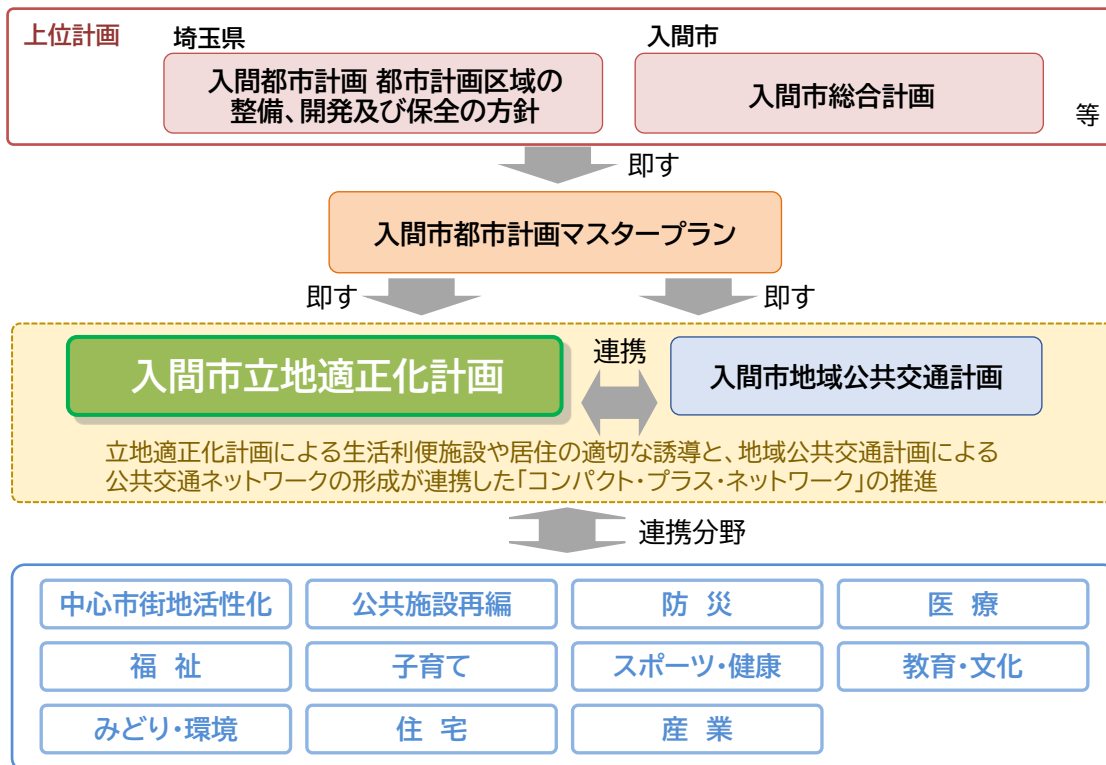 上位計画
埼玉県
入間都市計画 都市計画区域の
整備、開発及び保全の方針
入間市
入間市総合計画
等
即す
入間市都市計画マスタープラン
即す
即す
入間市立地適正化計画
連携
入間市地域公共交通計画
立地適正化計画による生活利便施設や居住の適切な誘導と、地域公共交通計画による
公共交通ネットワークの形成が連携した「コンパクト・プラス・ネットワーク」の推進
連携分野
中心市街地活性化
公共施設再編
防 災
医 療
福 祉
子育て
スポーツ・健康
教育・文化
みどり・環境
住 宅
産 業